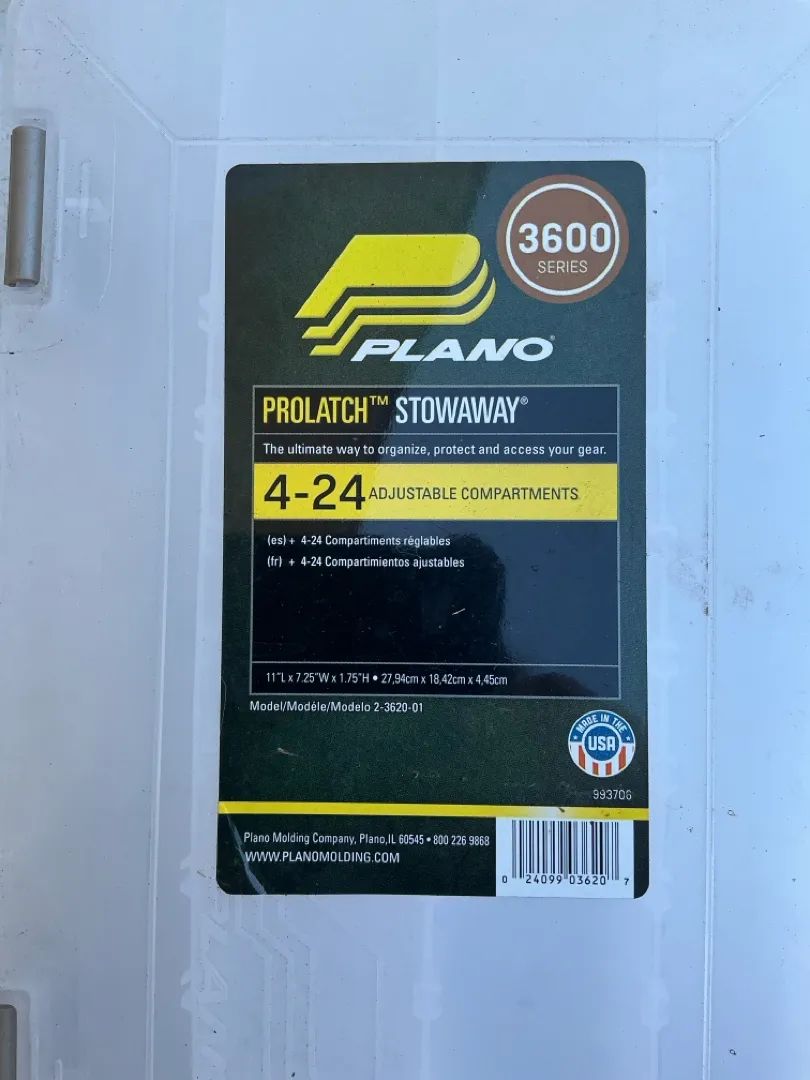 3600
SERIES
PLANO®
PROLATCH™ STOWAWAY®
The ultimate way to organize, protect and access your gear.
4-24 ADJUSTABLE COMPARTMENTS
(es) + 4-24 Compartiments réglables
(fr) + 4-24 Compartimientos ajustables
11"L x 7.25"W x 1.75"H • 27,94cm x 18,42cm x 4,45cm
Model/Modéle/Modelo 2-3620-01
MADE IN THE
USA
993706
Plano Molding Company, Plano,IL 60545 • 800 226 9868
WWW.PLANOMOLDING.COM
0 24099 03620 7